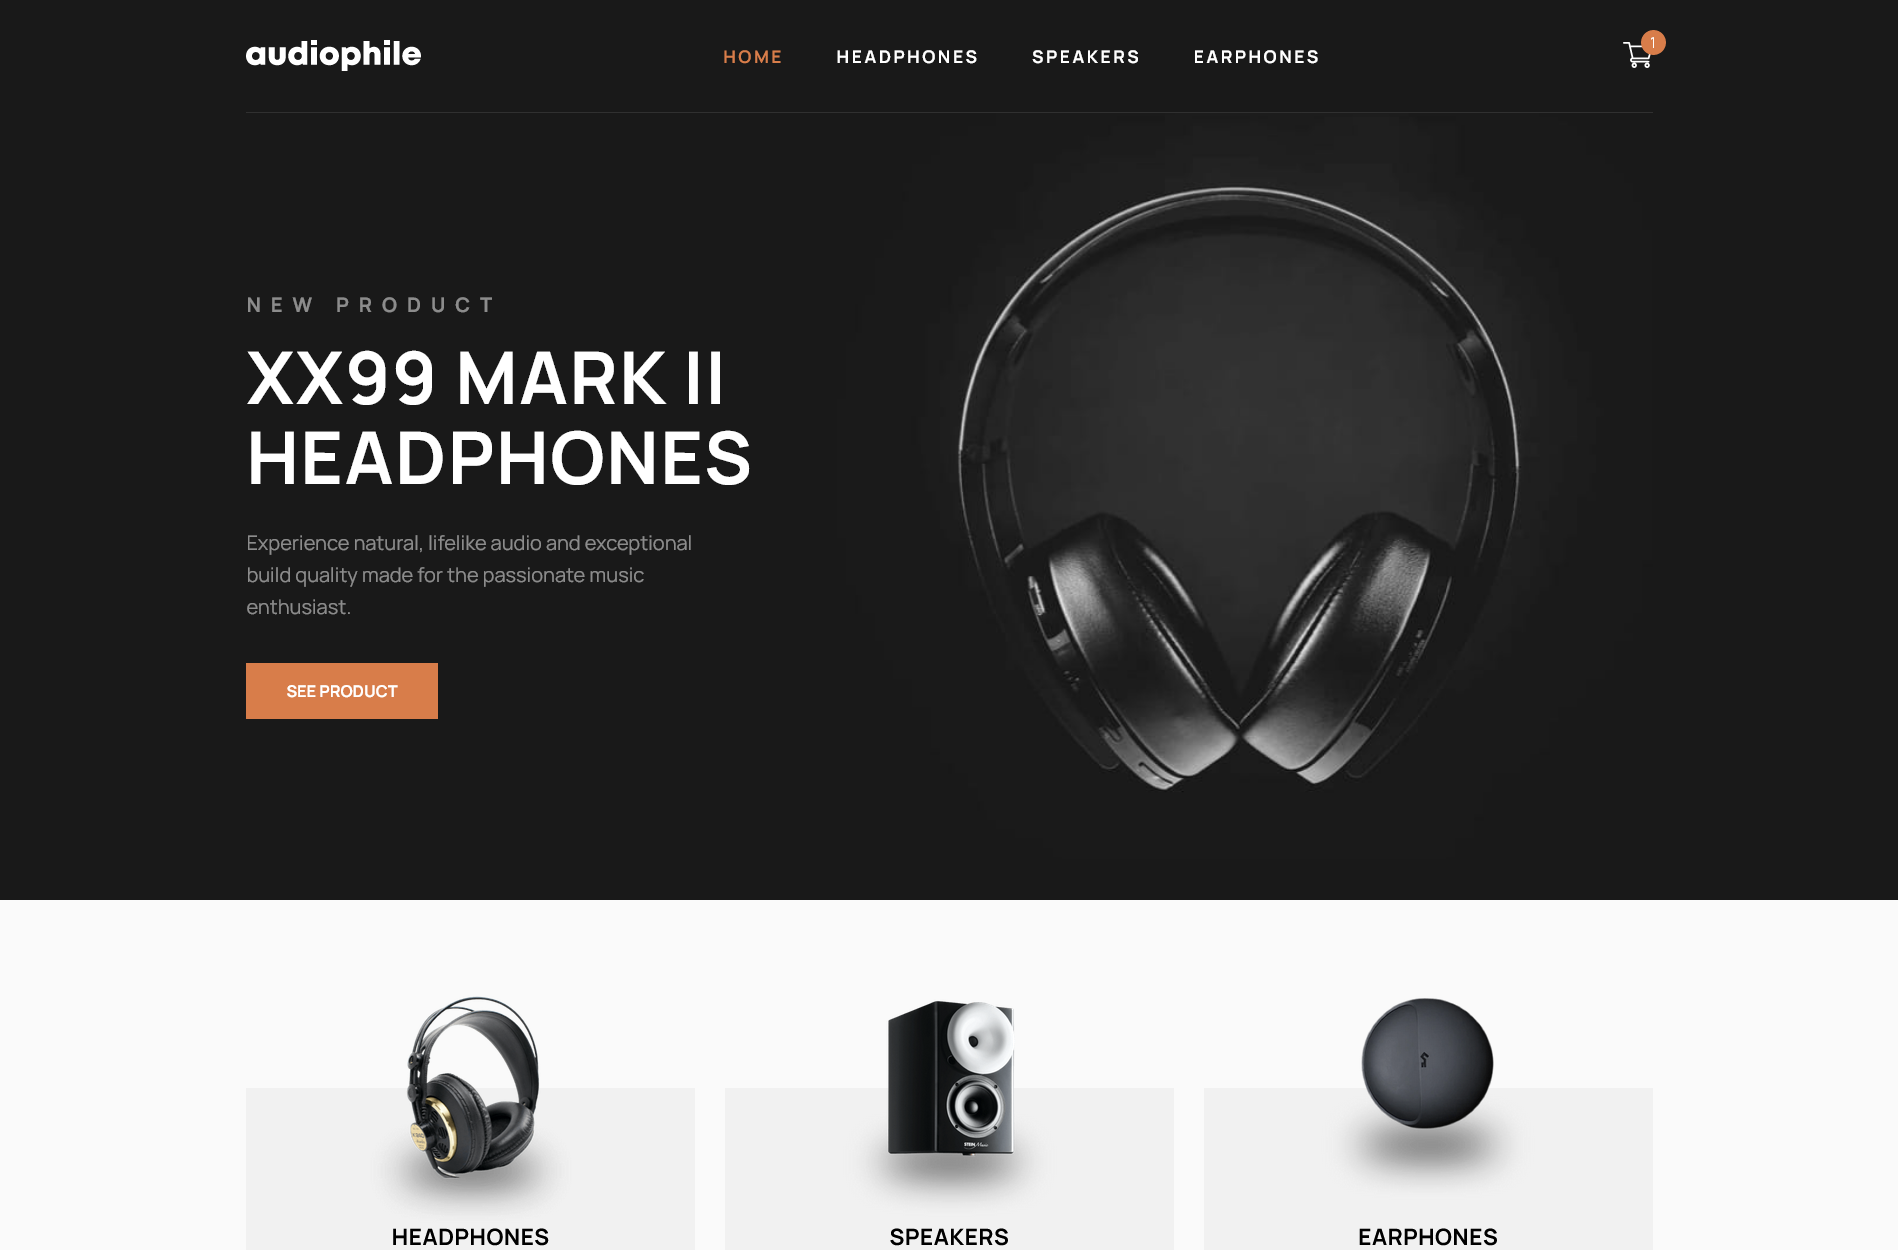 audiophile
HOME HEADPHONES SPEAKERS EARPHONES
1
NEW PRODUCT
XX99 MARK II
HEADPHONES
Experience natural, lifelike audio and exceptional
build quality made for the passionate music
enthusiast.
SEE PRODUCT
HEADPHONES SPEAKERS EARPHONES